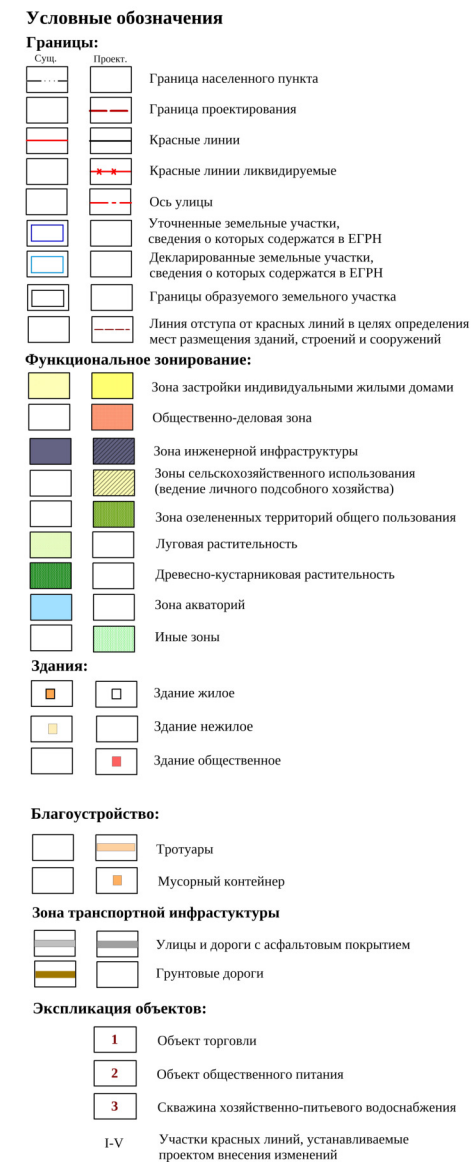 Условные обозначения
Границы:
Сущ. Проект.
Граница населенного пункта
Граница проектирования
Красные линии
Красные линии ликвидируемые
Ось улицы
Уточненные земельные участки,
сведения о которых содержатся в ЕГРН
Декларированные земельные участки,
сведения о которых содержатся в ЕГРН
Границы образуемого земельного участка
Линия отступа от красных линий в целях определения
мест размещения зданий, строений и сооружений
Функциональное зонирование:
Зона застройки индивидуальными жилыми домами
Общественно-деловая зона
Зона инженерной инфраструктуры
Зоны сельскохозяйственного использования
(ведение личного подсобного хозяйства)
Зона озелененных территорий общего пользования
Луговая растительность
Древесно-кустарниковая растительность
Зона акваторий
Иные зоны
Здания:
Здание жилое
Здание нежилое
Здание общественное
Благоустройство:
Тротуары
Мусорный контейнер
Зона транспортной инфрастуктуры
Улицы и дороги с асфальтовым покрытием
Грунтовые дороги
Экспликация объектов:
1 Объект торговли
2 Объект общественного питания
3 Скважина хозяйственно-питьевого водоснабжения
I-V Участки красных линий, устанавливаемые
проектом внесения изменений